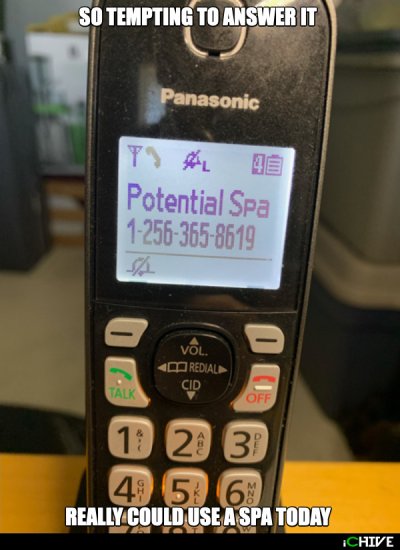 SO TEMPTING TO ANSWER IT
Panasonic
L 4
Potential Spa
1-256-365-8619
VOL.
REDIAL
CID
TALK
OFF
1 2 ABC 3 DEF
4 GHI 5 JKL 6 MNO
REALLY COULD USE A SPA TODAY
iCHIVE